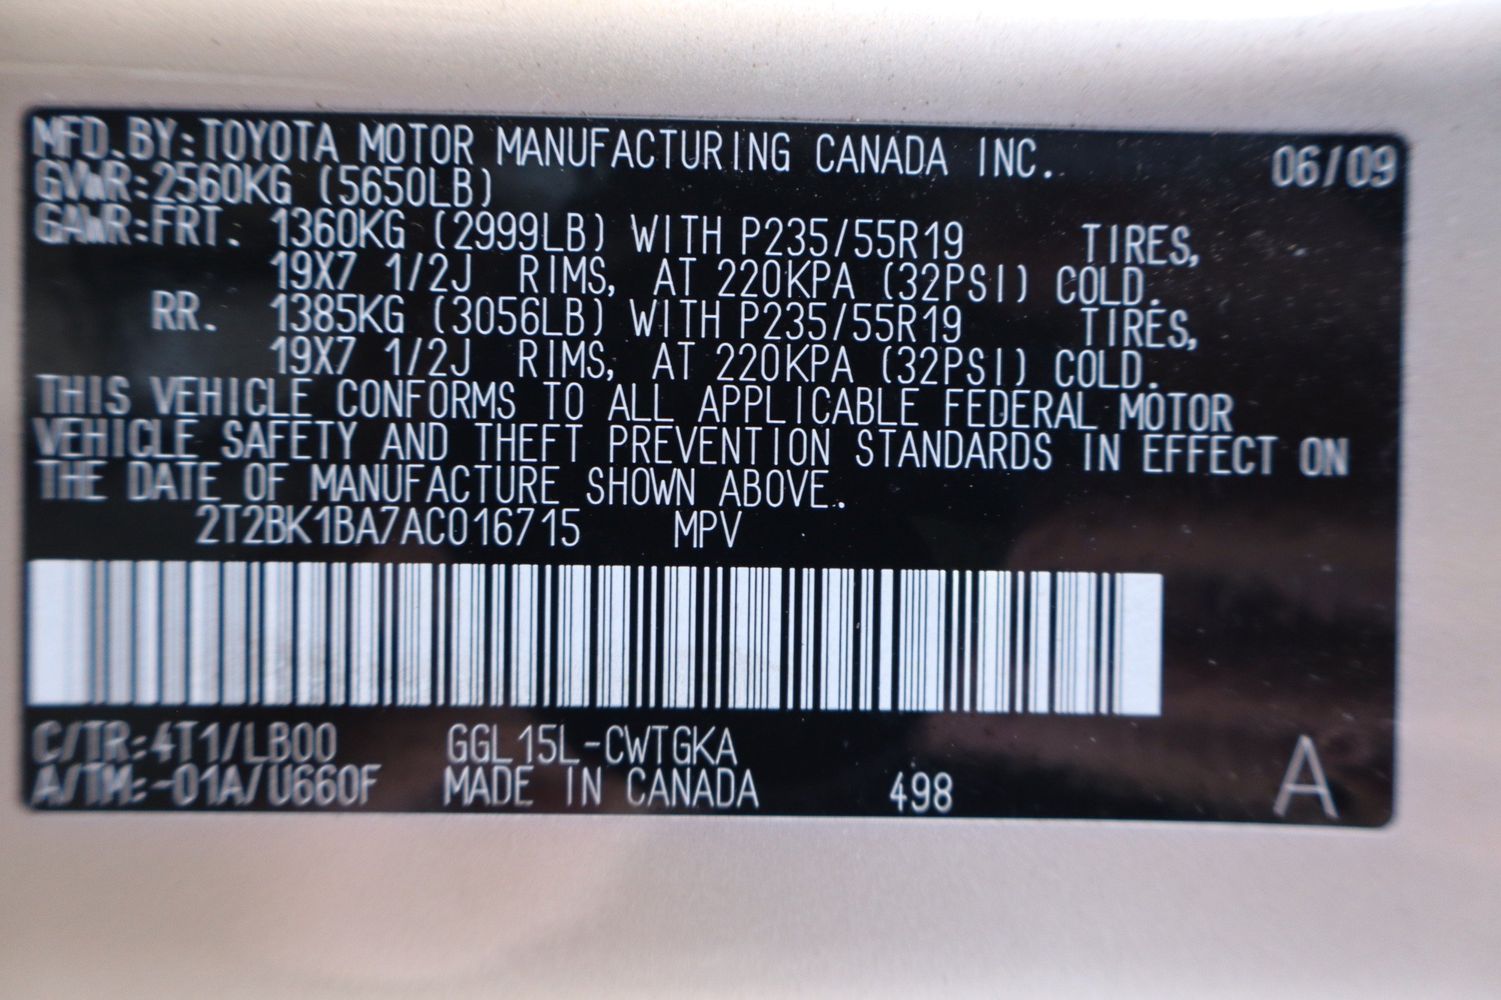 MFD.BY:TOYOTA MOTOR MANUFACTURING CANADA INC. 06/09
GVWR:2560KG (5650LB)
GAWR:FRT. 1360KG (2999LB) WITH P235/55R19 TIRES,
19X7 1/2J RIMS, AT 220KPA (32PSI) COLD.
RR. 1385KG (3056LB) WITH P235/55R19 TIRES,
19X7 1/2J RIMS, AT 220KPA (32PSI) COLD.
THIS VEHICLE CONFORMS TO ALL APPLICABLE FEDERAL MOTOR
VEHICLE SAFETY AND THEFT PREVENTION STANDARDS IN EFFECT ON
THE DATE OF MANUFACTURE SHOWN ABOVE.
2T2BK1BA7AC016715 MPV
C/TR:4T1/LB00 GGL15L-CWTGKA
A/TM:-01A/U660F MADE IN CANADA 498 A